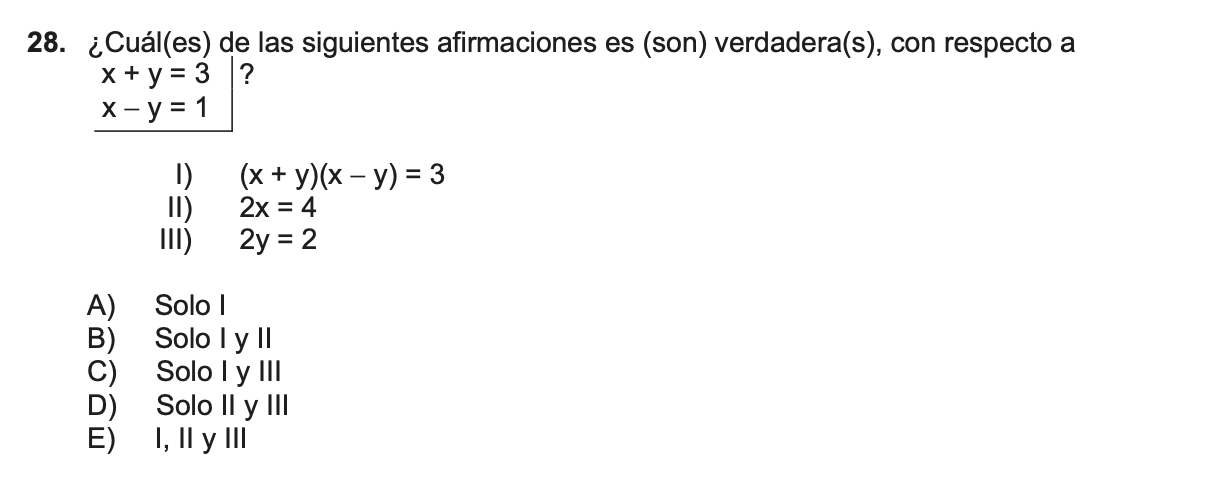 28. ¿Cuál(es) de las siguientes afirmaciones es (son) verdadera(s), con respecto a
x + y = 3 ?
x – y = 1
I) (x + y)(x – y) = 3
II) 2x = 4
III) 2y = 2
A) Solo I
B) Solo I y II
C) Solo I y III
D) Solo II y III
E) I, II y III